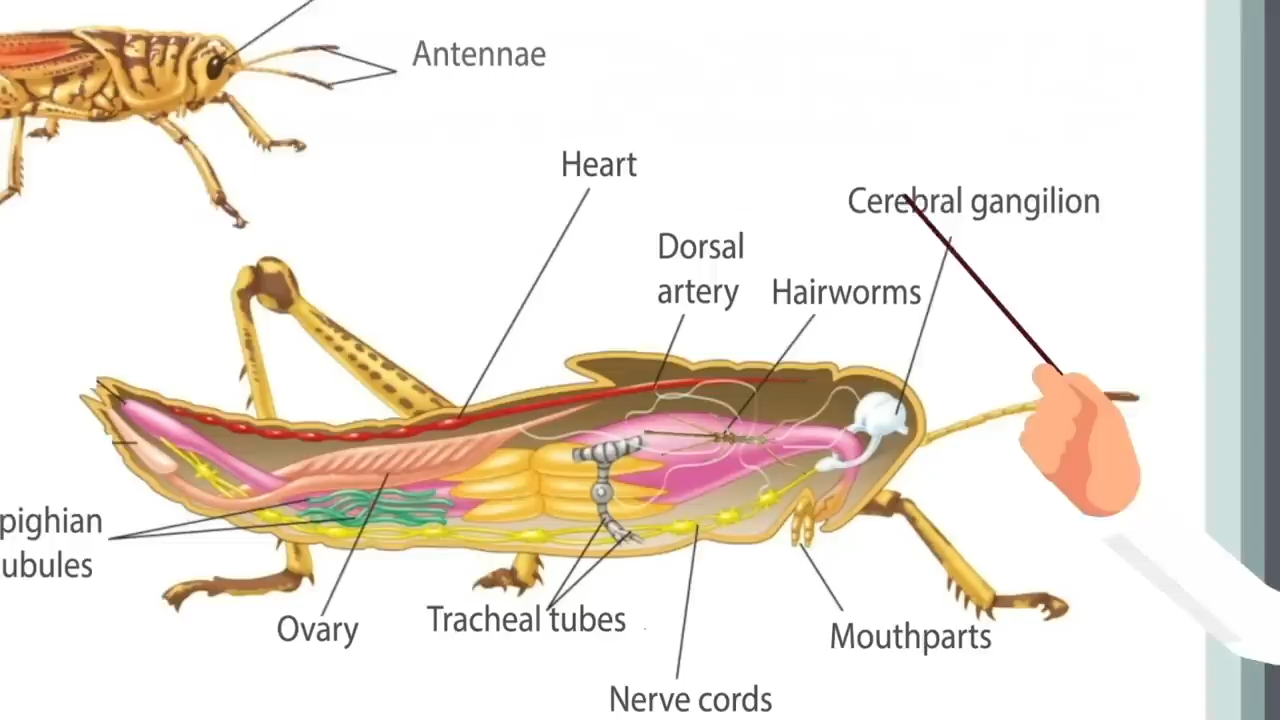 Antennae
Heart
Cerebral gangilion
Dorsal
artery
Hairworms
pighian
ubules
Ovary
Tracheal tubes
Mouthparts
Nerve cords